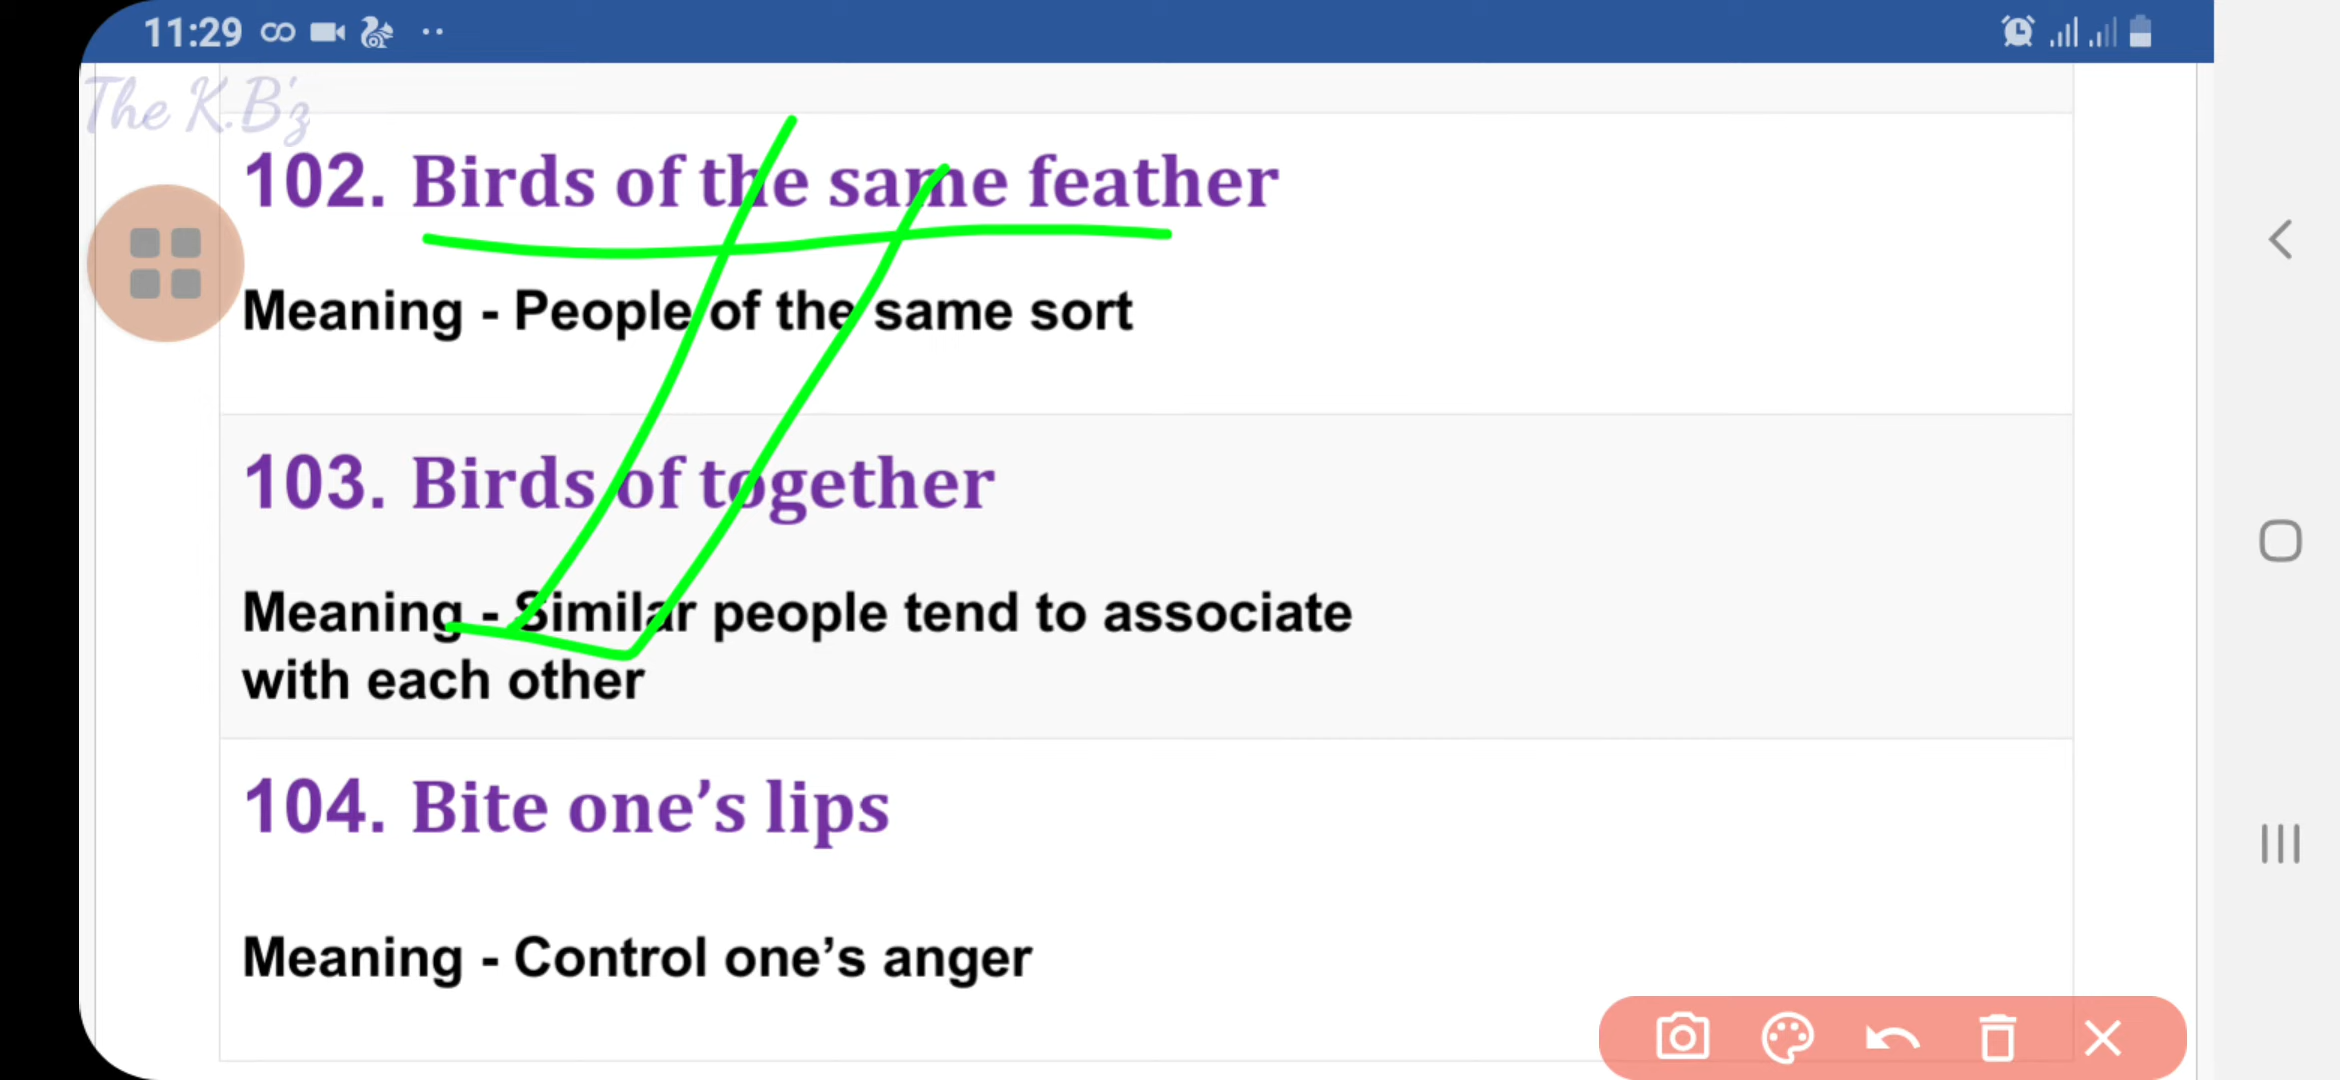 11:29
The K.B'z
102. Birds of the same feather
Meaning - People of the same sort
103. Birds of together
Meaning - Similar people tend to associate
with each other
104. Bite one’s lips
Meaning - Control one’s anger